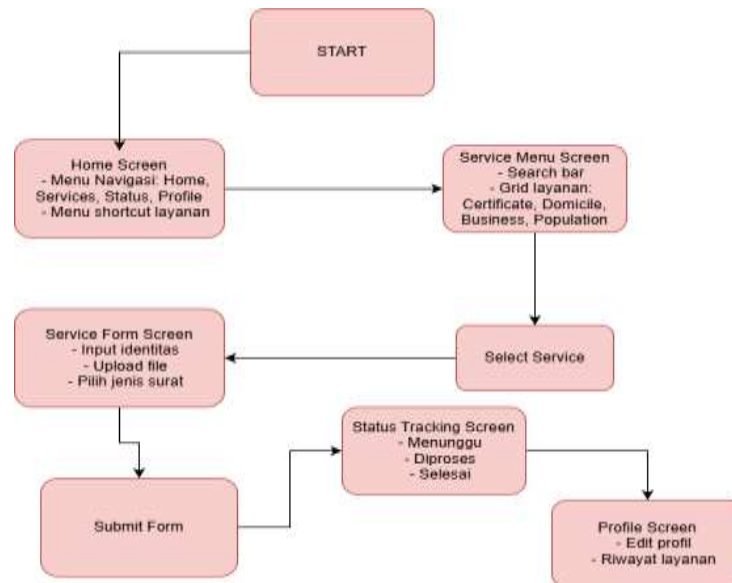 START
Home Screen
- Menu Navigasi: Home,
Services, Status, Profile
- Menu shortcut layanan
Service Menu Screen
- Search bar
- Grid layanan:
Certificate, Domicile,
Business, Population
Select Service
Service Form Screen
- Input identitas
- Upload file
- Pilih jenis surat
Submit Form
Status Tracking Screen
- Menunggu
- Diproses
- Selesai
Profile Screen
- Edit profil
- Riwayat layanan